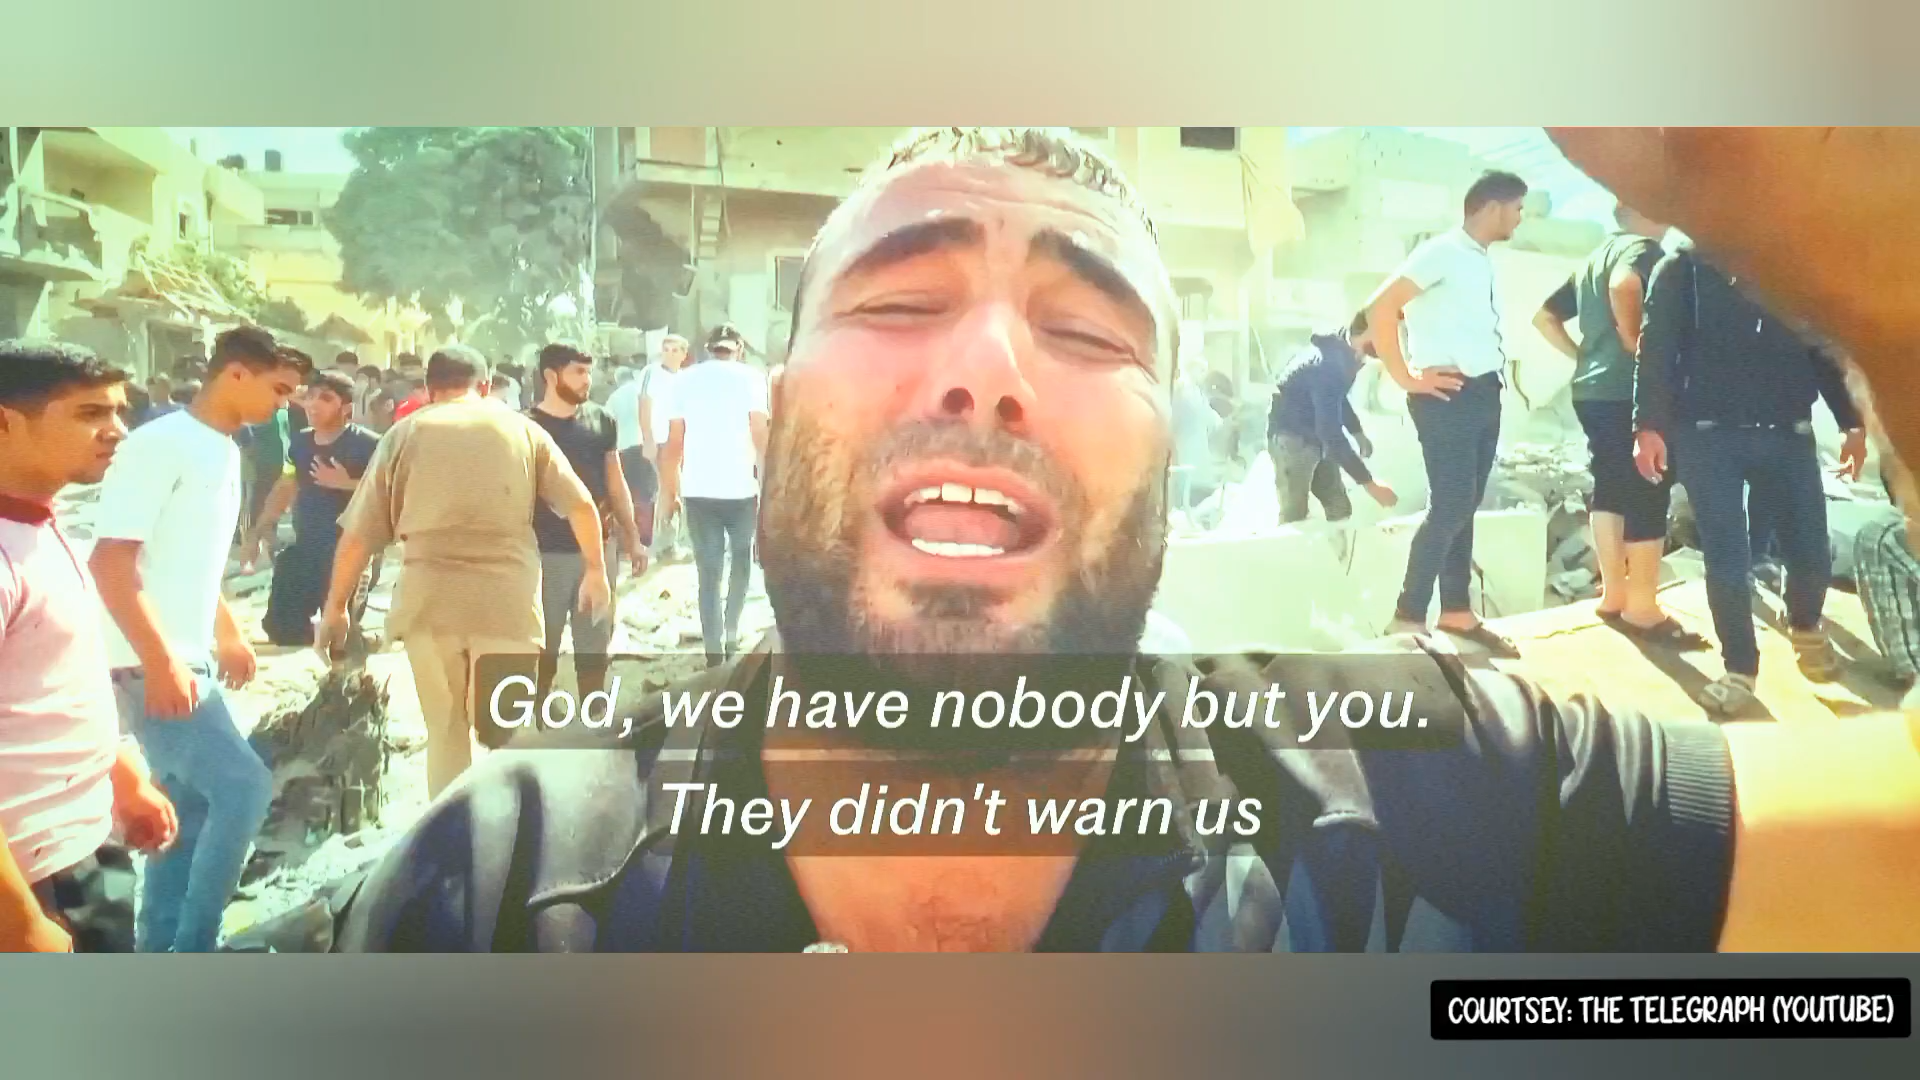 God, we have nobody but you.
They didn't warn us
COURTSEY: THE TELEGRAPH (YOUTUBE)